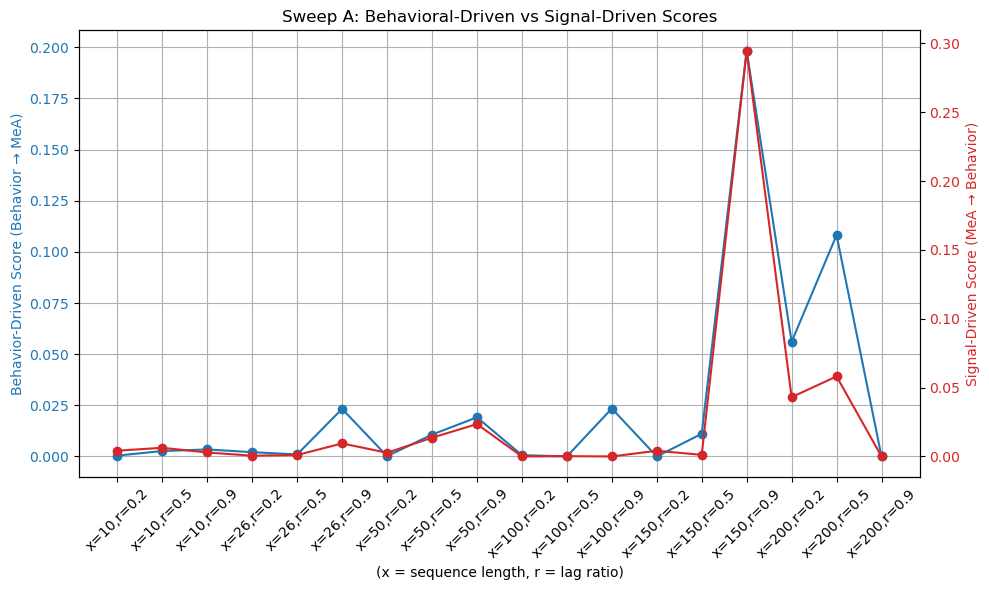 Sweep A: Behavioral-Driven vs Signal-Driven Scores
Behavior-Driven Score (Behavior → MeA)
0.200
0.175
0.150
0.125
0.100
0.075
0.050
0.025
0.000
0.30
0.25
0.20
0.15
0.10
0.05
0.00
Signal-Driven Score (MeA → Behavior)
x=10,r=0.2
x=10,r=0.5
x=10,r=0.9
x=26,r=0.2
x=26,r=0.5
x=26,r=0.9
x=50,r=0.2
x=50,r=0.5
x=50,r=0.9
x=100,r=0.2
x=100,r=0.5
x=100,r=0.9
x=150,r=0.2
x=150,r=0.5
x=150,r=0.9
x=200,r=0.2
x=200,r=0.5
x=200,r=0.9
(x = sequence length, r = lag ratio)